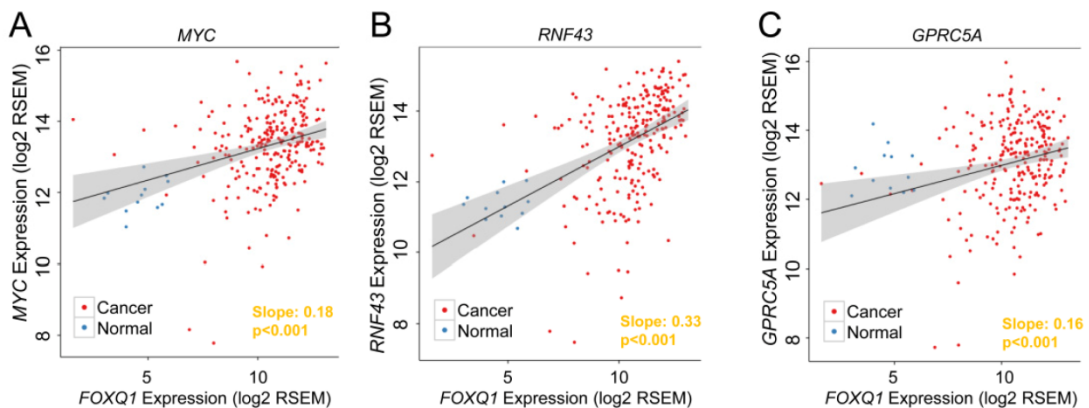 A
MYC
MYC Expression (log2 RSEM)
16
14
12
10
8
Cancer
Normal
Slope: 0.18
p<0.001
5
10
FOXQ1 Expression (log2 RSEM)
B
RNF43
RNF43 Expression (log2 RSEM)
14
12
10
8
Cancer
Normal
Slope: 0.33
p<0.001
5
10
FOXQ1 Expression (log2 RSEM)
C
GPRC5A
GPRC5A Expression (log2 RSEM)
16
14
12
10
8
Cancer
Normal
Slope: 0.16
p<0.001
5
10
FOXQ1 Expression (log2 RSEM)